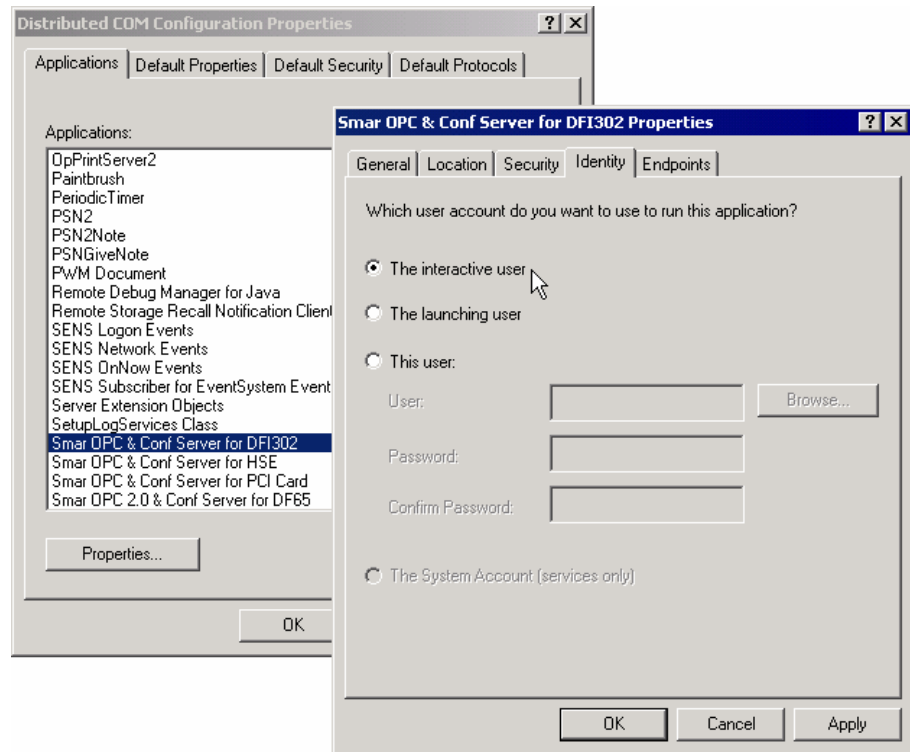 Distributed COM Configuration Properties
Applications
Default Properties
Default Security
Default Protocols
Applications:
OpPrintServer2
Paintbrush
PeriodicTimer
PSN2
PSN2Note
PSNGiveNote
PWM Document
Remote Debug Manager for Java
Remote Storage Recall Notification Client
SENS Logon Events
SENS Network Events
SENS OnNow Events
SENS Subscriber for EventSystem Event
Server Extension Objects
SetupLogServices Class
Smar OPC & Conf Server for DFI302
Smar OPC & Conf Server for HSE
Smar OPC & Conf Server for PCI Card
Smar OPC 2.0 & Conf Server for DF65
Properties...
OK
Smar OPC & Conf Server for DFI302 Properties
General
Location
Security
Identity
Endpoints
Which user account do you want to use to run this application?
The interactive user
The launching user
This user:
User:
Browse...
Password:
Confirm Password:
The System Account (services only)
OK
Cancel
Apply